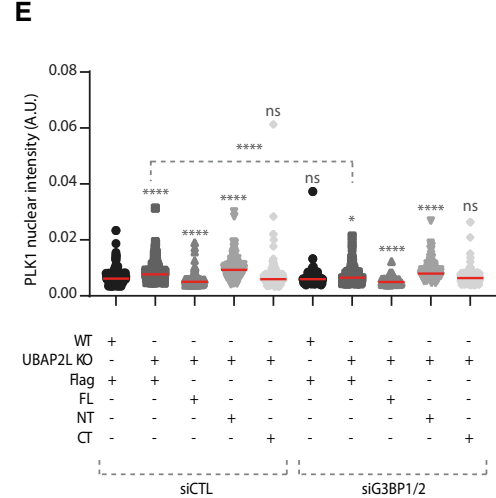 E
0.08
0.06
0.04
0.02
0.00
PLK1 nuclear intensity (A.U.)
ns
****
ns
****
****
****
****
*
****
****
ns
WT + - - - - + - - - -
UBAP2L KO - + + + + - + + + +
Flag + + - - - + + - - -
FL - - + - - - - + - -
NT - - - + - - - - + -
CT - - - - + - - - - +
siCTL siG3BP1/2